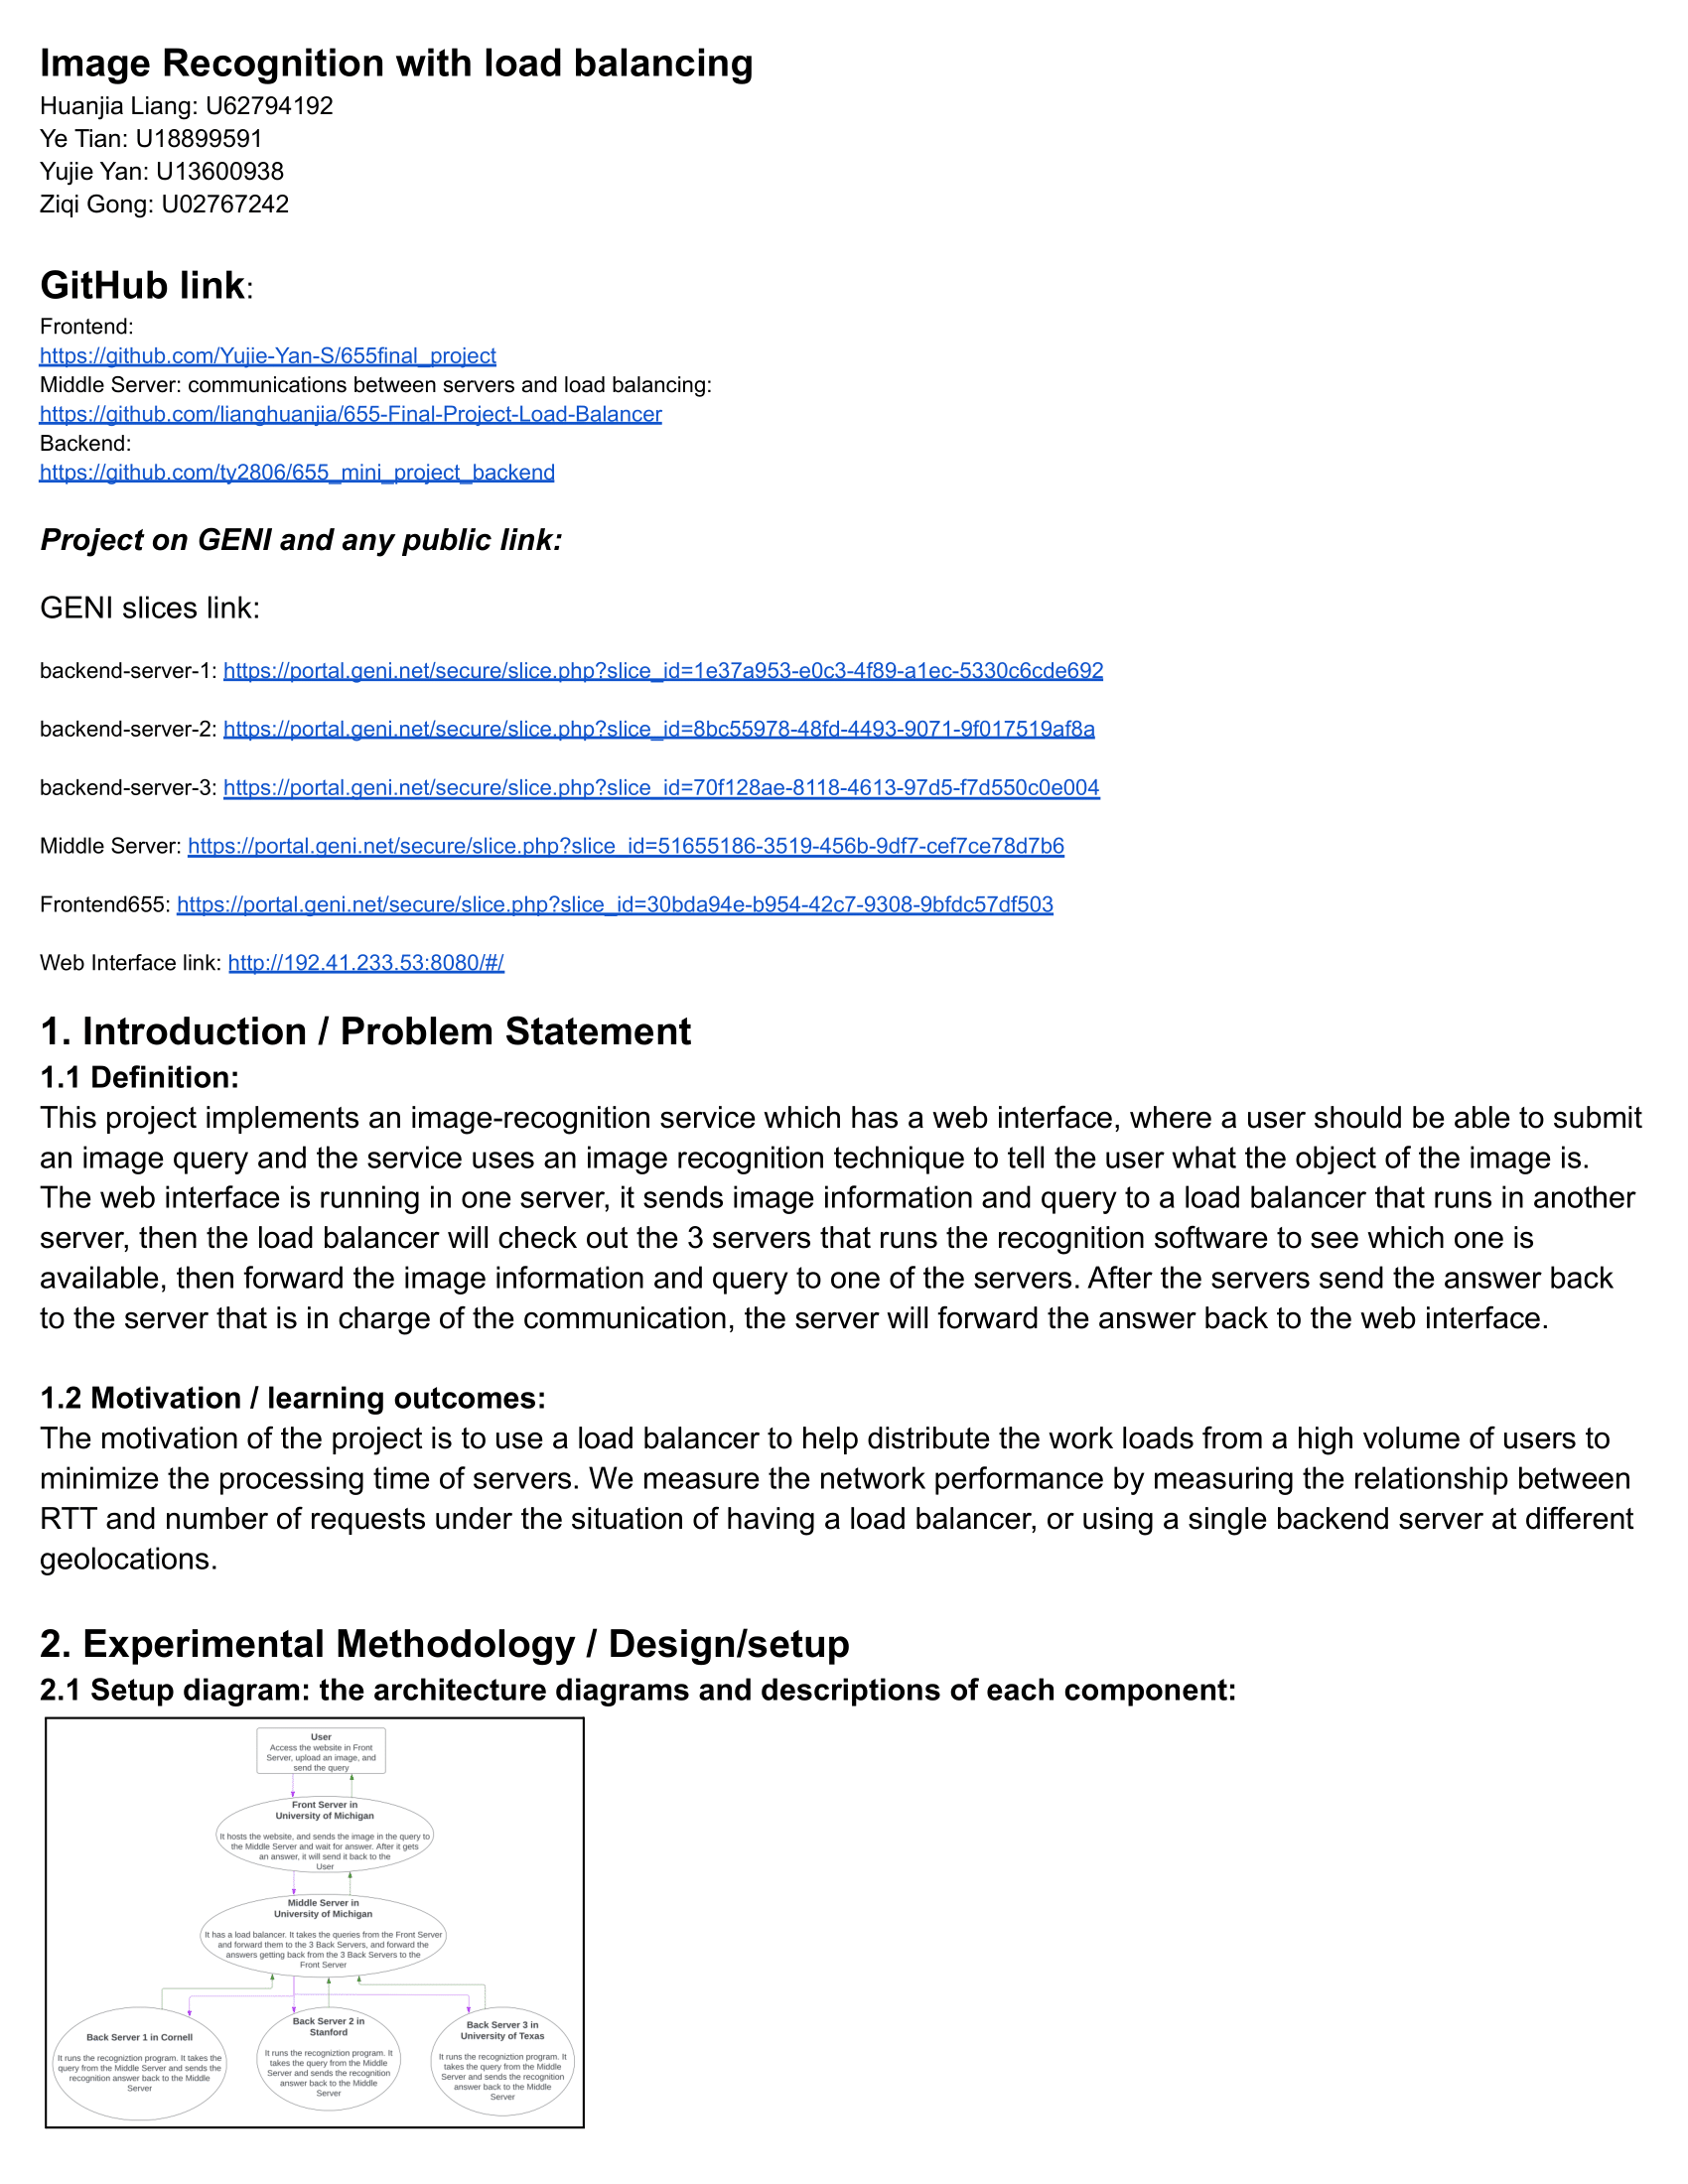 Image Recognition with load balancing
Huanjia Liang: U62794192
Ye Tian: U18899591
Yujie Yan: U13600938
Ziqi Gong: U02767242
GitHub link:
Frontend:
https://github.com/Yujie-Yan-S/655final_project
Middle Server: communications between servers and load balancing:
https://github.com/lianghuanjia/655-Final-Project-Load-Balancer
Backend:
https://github.com/ty2806/655_mini_project_backend
Project on GENI and any public link:
GENI slices link:
backend-server-1: https://portal.geni.net/secure/slice.php?slice_id=1e37a953-e0c3-4f89-a1ec-5330c6cde692
backend-server-2: https://portal.geni.net/secure/slice.php?slice_id=8bc55978-48fd-4493-9071-9f017519af8a
backend-server-3: https://portal.geni.net/secure/slice.php?slice_id=70f128ae-8118-4613-97d5-f7d550c0e004
Middle Server: https://portal.geni.net/secure/slice.php?slice_id=51655186-3519-456b-9df7-cef7ce78d7b6
Frontend655: https://portal.geni.net/secure/slice.php?slice_id=30bda94e-b954-42c7-9308-9bfdc57df503
Web Interface link: http://192.41.233.53:8080/#/
1. Introduction / Problem Statement
1.1 Definition:
This project implements an image-recognition service which has a web interface, where a user should be able to submit
an image query and the service uses an image recognition technique to tell the user what the object of the image is.
The web interface is running in one server, it sends image information and query to a load balancer that runs in another
server, then the load balancer will check out the 3 servers that runs the recognition software to see which one is
available, then forward the image information and query to one of the servers. After the servers send the answer back
to the server that is in charge of the communication, the server will forward the answer back to the web interface.
1.2 Motivation / learning outcomes:
The motivation of the project is to use a load balancer to help distribute the work loads from a high volume of users to
minimize the processing time of servers. We measure the network performance by measuring the relationship between
RTT and number of requests under the situation of having a load balancer, or using a single backend server at different
geolocations.
2. Experimental Methodology / Design/setup
2.1 Setup diagram: the architecture diagrams and descriptions of each component:
User
Access the website in Front
Server, upload an image, and
send the query
Front Server in
University of Michigan
It hosts the website, and sends the image in the query to
the Middle Server and wait for answer. After it gets
an answer, it will send it back to the
User
Middle Server in
University of Michigan
It has a load balancer. It takes the queries from the Front Server
and forward them to the 3 Back Servers, and forward the
answers getting back from the 3 Back Servers to the
Front Server
Back Server 1 in Cornell
It runs the recogniztion program. It takes the
query from the Middle Server and sends the
recognition answer back to the Middle
Server
Back Server 2 in
Stanford
It runs the recogniztion program. It
takes the query from the Middle
Server and sends the recognition
answer back to the Middle
Server
Back Server 3 in
University of Texas
It runs the recogniztion program. It
takes the query from the Middle
Server and sends the recognition
answer back to the Middle
Server